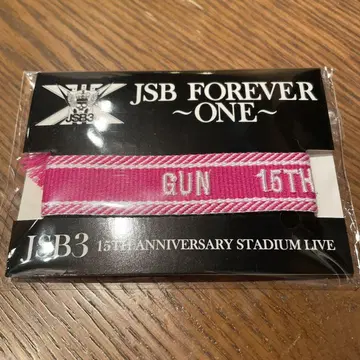 JSB3
JSB FOREVER
~ONE~
GUN 15TH
JSB3 15TH ANNIVERSARY STADIUM LIVE